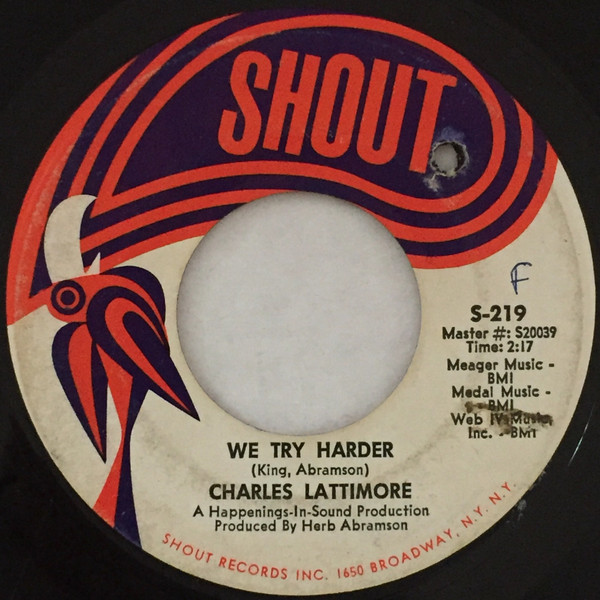 SHOUT
F
S-219
Master #: S20039
Time: 2:17
Meager Music -
BMI
Medal Music -
BMI
Web IV Music,
Inc. - BMI
WE TRY HARDER
(King, Abramson)
CHARLES LATTIMORE
A Happenings-In-Sound Production
Produced By Herb Abramson
SHOUT RECORDS INC. 1650 BROADWAY, N.Y. N.Y.